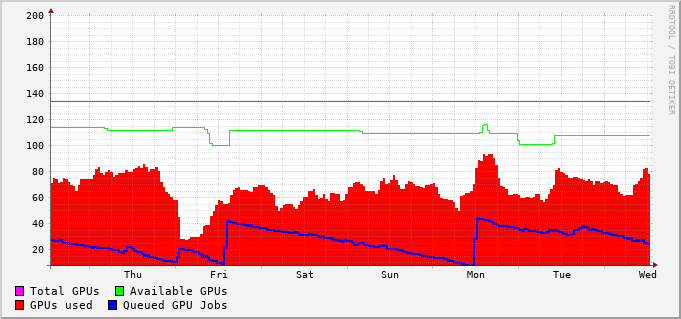 200
180
160
140
120
100
80
60
40
20
Thu Fri Sat Sun Mon Tue Wed
Total GPUs Available GPUs
GPUs used Queued GPU Jobs
RRDTOOL / TOBI OETIKER